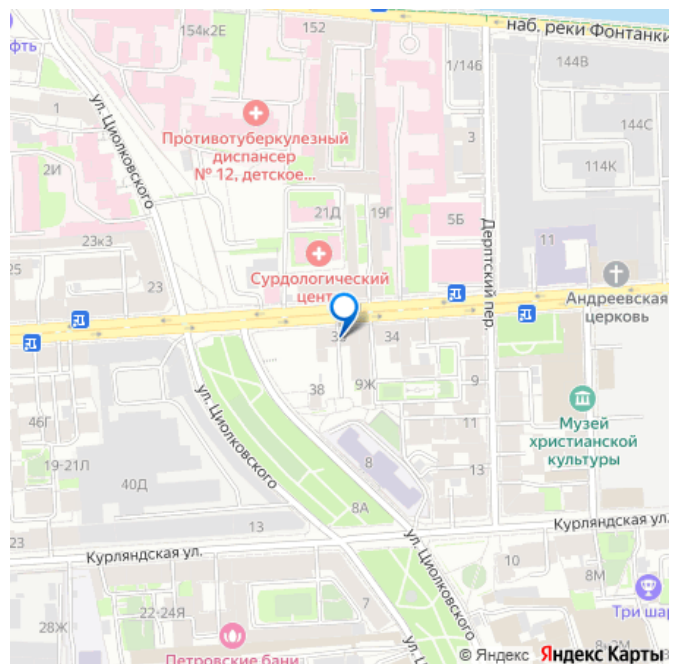 154к2Е
152
наб. реки Фонтанки
144В
1/146
1
ул. Циолковского
Противотуберкулезный
диспансер
№ 12, детское...
3
144С
114К
2И
21Д
19Г
5Б
Дерптский пер.
23к3
11
25
23
Сурдологический
Андреевская
церковь
34
38
9Ж
9
46Г
ул. Циолковского
Музей
христианской
культуры
11
19-21Л
40Д
8
13
8А
13
Курляндская ул.
23
Курляндская ул.
ул. Циолковского
10
8М
22-24Я
7
Три шар
28Ж
Петровские бани
© Яндекс Яндекс Карты